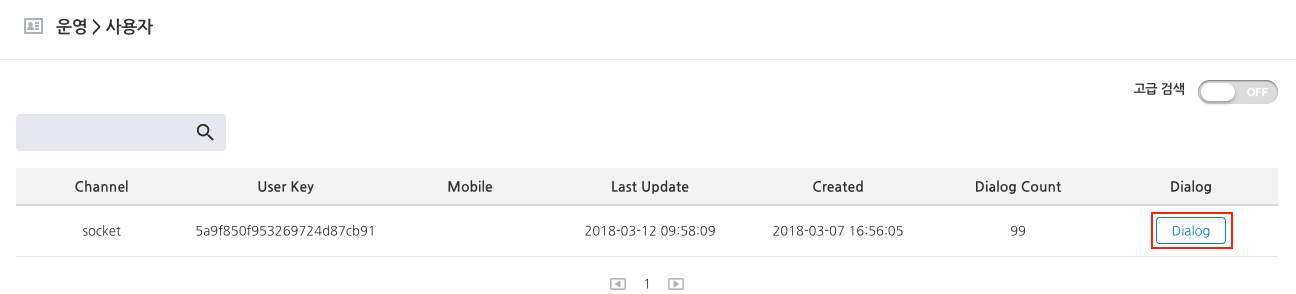 운영 > 사용자
고급 검색 OFF
Channel User Key Mobile Last Update Created Dialog Count Dialog
socket 5a9f850f953269724d87cb91 2018-03-12 09:58:09 2018-03-07 16:56:05 99 Dialog
1